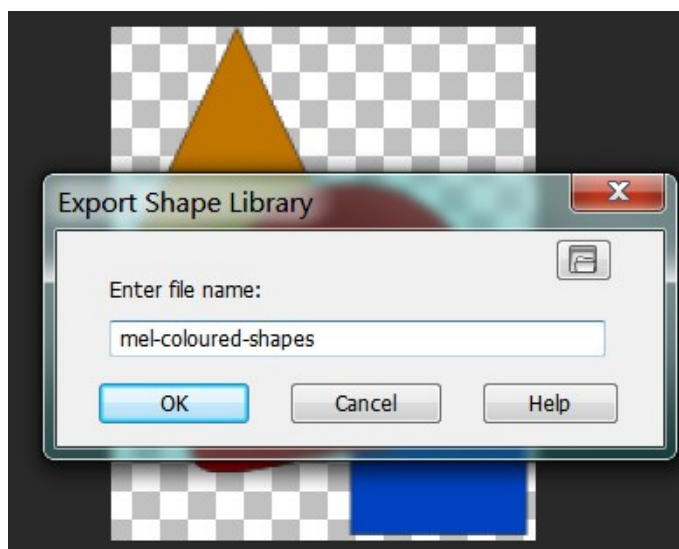 Export Shape Library
Enter file name:
mel-coloured-shapes
OK Cancel Help